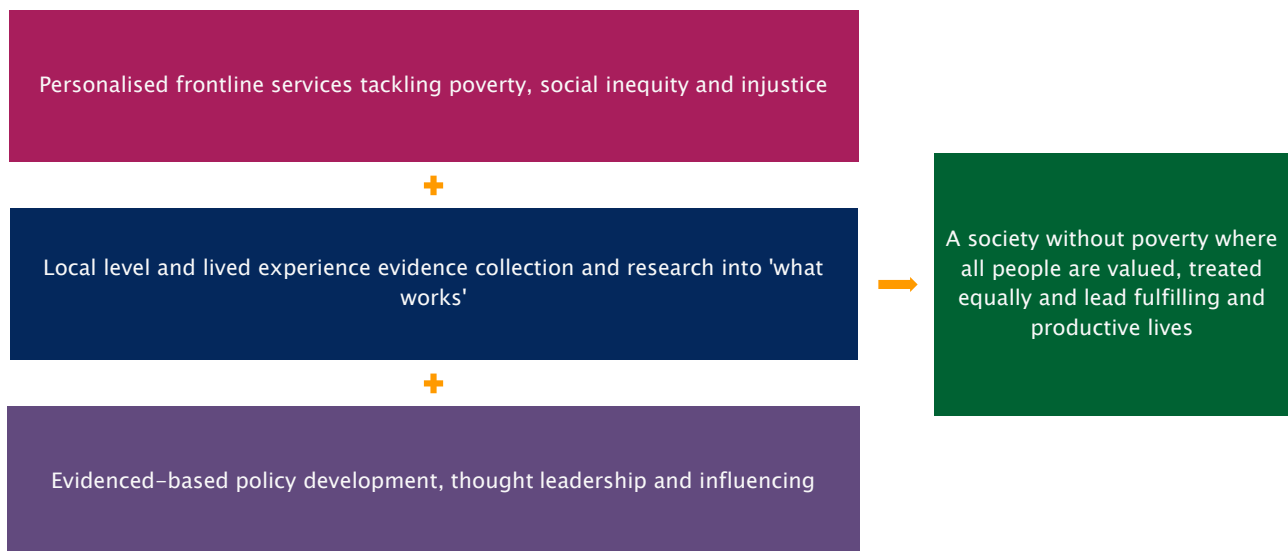 Personalised frontline services tackling poverty, social inequity and injustice
Local level and lived experience evidence collection and research into 'what
works'
Evidenced-based policy development, thought leadership and influencing
A society without poverty where
all people are valued, treated
equally and lead fulfilling and
productive lives